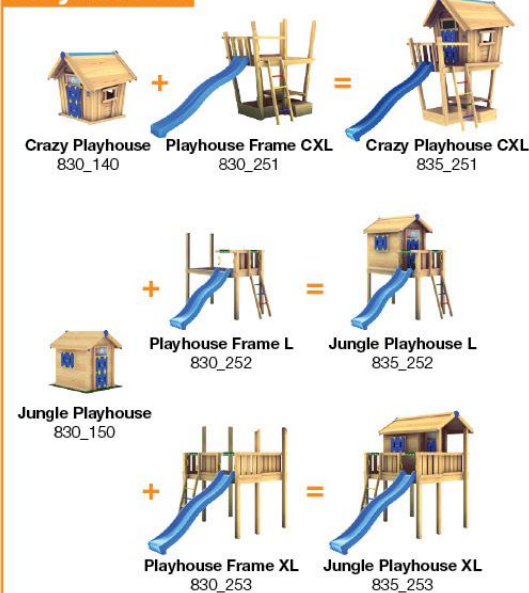 Crazy Playhouse
830_140
+
Playhouse Frame CXL
830_251
=
Crazy Playhouse CXL
835_251
Jungle Playhouse
830_150
+
Playhouse Frame L
830_252
=
Jungle Playhouse L
835_252
+
Playhouse Frame XL
830_253
=
Jungle Playhouse XL
835_253